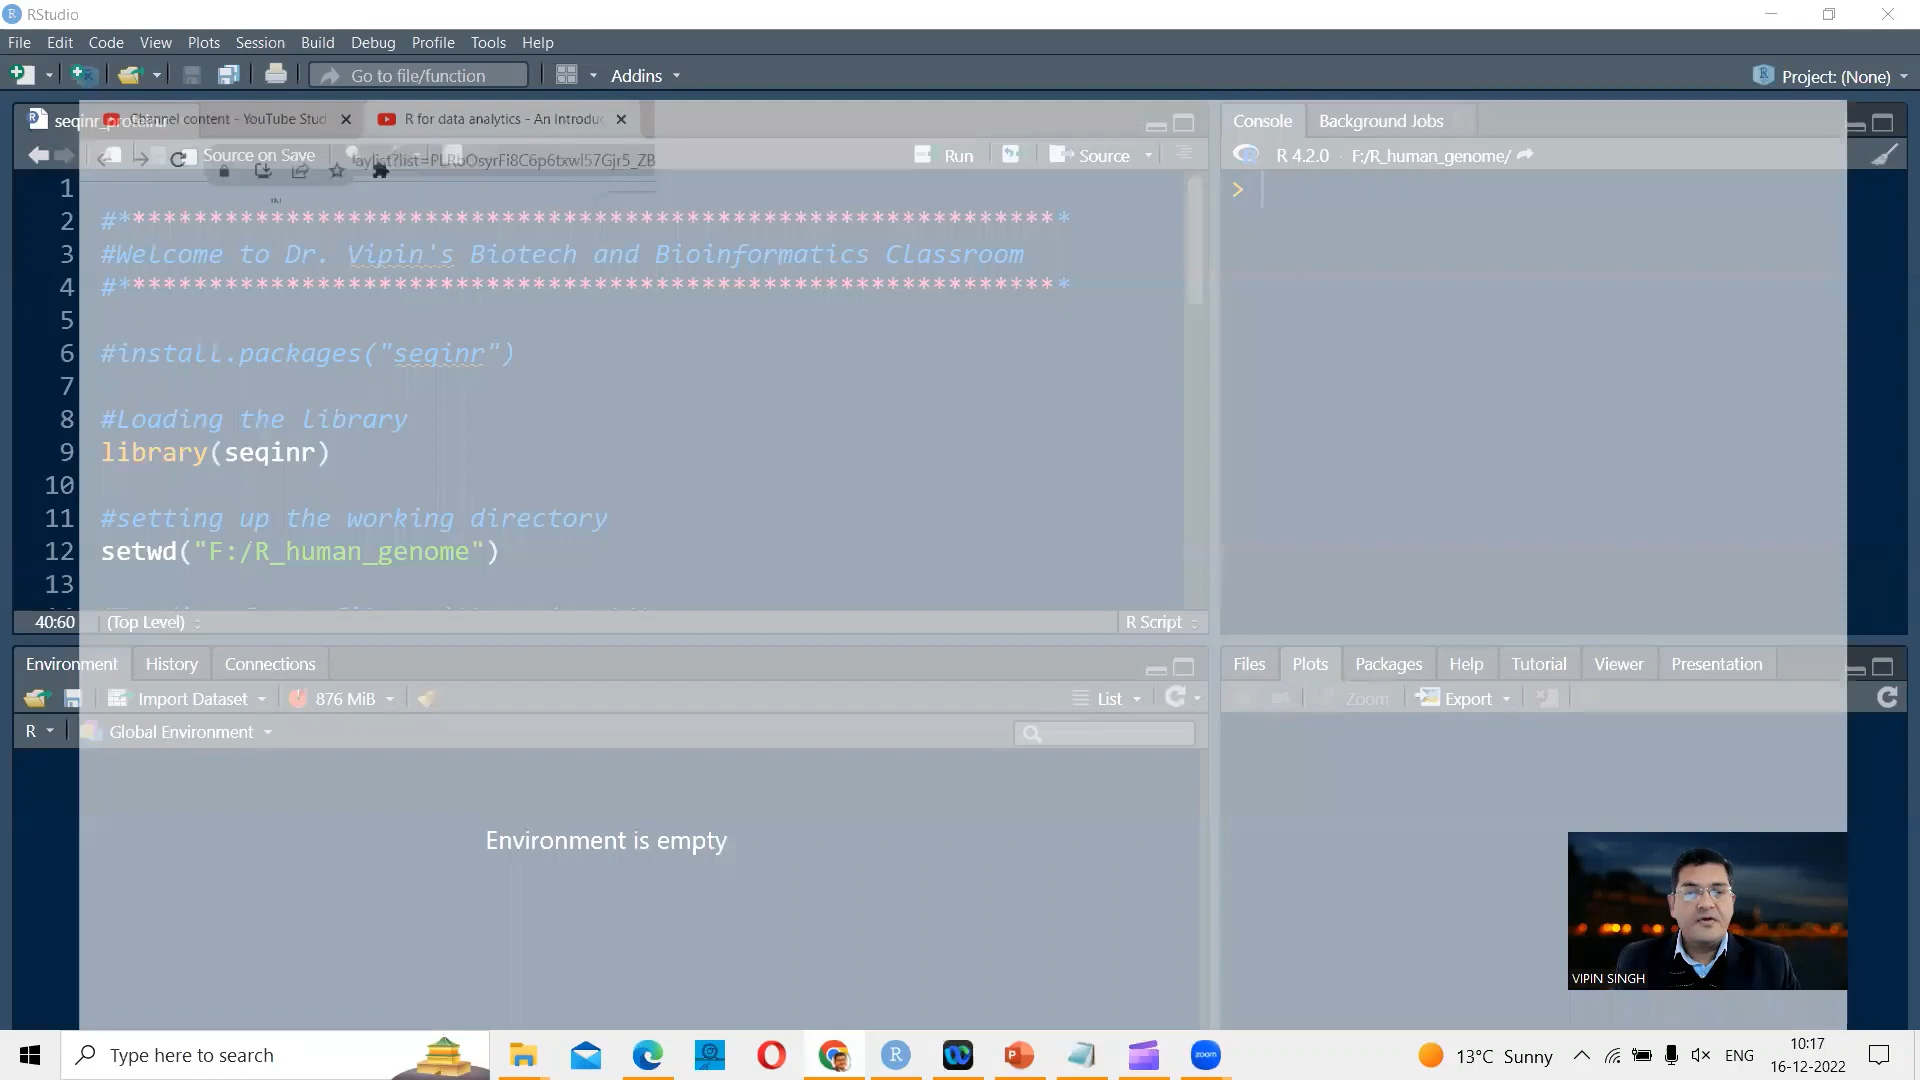 RStudio
File Edit Code View Plots Session Build Debug Profile Tools Help
Go to file/function Addins Project: (None)
Channel content - YouTube Stud R for data analytics - An Introduc
Source on Save Run Source
aylist?list=PLRbOsyrFi8C6p6txwl57Gjr5_ZB
1
2 #*************************************************************
3 #Welcome to Dr. Vipin's Biotech and Bioinformatics Classroom
4 #*************************************************************
5
6 #install.packages("seqinr")
7
8 #Loading the library
9 library(seqinr)
10
11 #setting up the working directory
12 setwd("F:/R_human_genome")
13
40:60 (Top Level) R Script
Console Background Jobs
R 4.2.0 · F:/R_human_genome/
>
Environment History Connections
Import Dataset 876 MiB List
R Global Environment
Environment is empty
Files Plots Packages Help Tutorial Viewer Presentation
Zoom Export
VIPIN SINGH
Type here to search
zoom
13°C Sunny ENG 10:17
16-12-2022